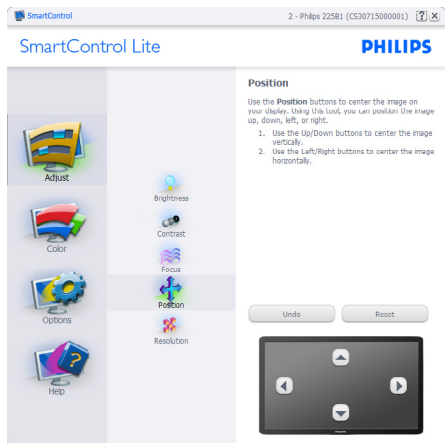 SmartControl
2 - Philips 225B1 (CS30715000001)
SmartControl Lite
PHILIPS
Adjust
Color
Options
Help
Brightness
Contrast
Focus
Position
Resolution
Position
Use the Position buttons to center the image on
your display. Using this tool, you can position the image
up, down, left, or right.
1. Use the Up/Down buttons to center the image
vertically.
2. Use the Left/Right buttons to center the image
horizontally.
Undo
Reset